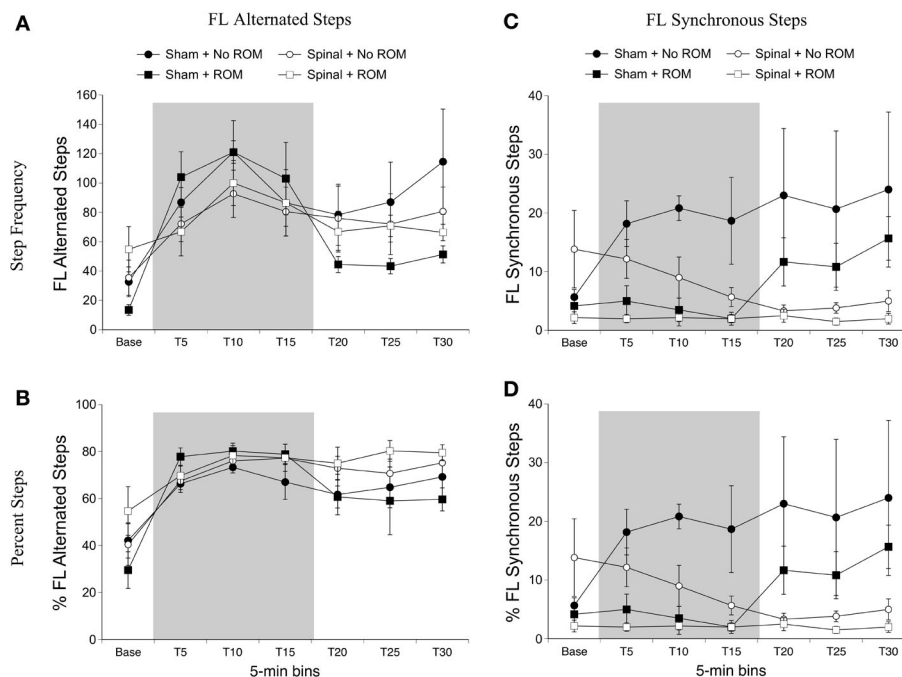 FL Alternated Steps
A
Sham + No ROM Spinal + No ROM
Sham + ROM Spinal + ROM
Step Frequency
FL Alternated Steps
160
140
120
100
80
60
40
20
0
Base T5 T10 T15 T20 T25 T30
B
Percent Steps
% FL Alternated Steps
100
80
60
40
20
0
Base T5 T10 T15 T20 T25 T30
5-min bins
FL Synchronous Steps
C
Sham + No ROM Spinal + No ROM
Sham + ROM Spinal + ROM
FL Synchronous Steps
40
30
20
10
0
Base T5 T10 T15 T20 T25 T30
D
% FL Synchronous Steps
40
30
20
10
0
Base T5 T10 T15 T20 T25 T30
5-min bins